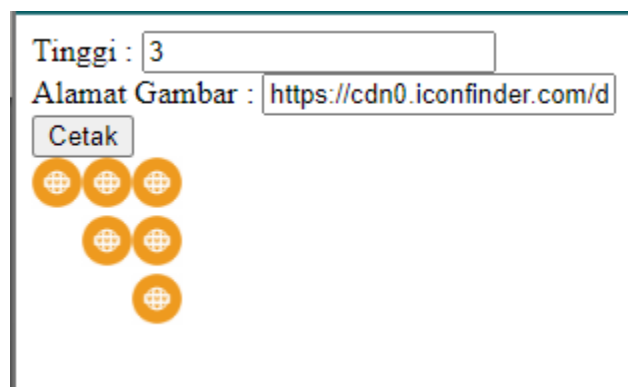 Tinggi : 3
Alamat Gambar : https://cdn0.iconfinder.com/d
Cetak